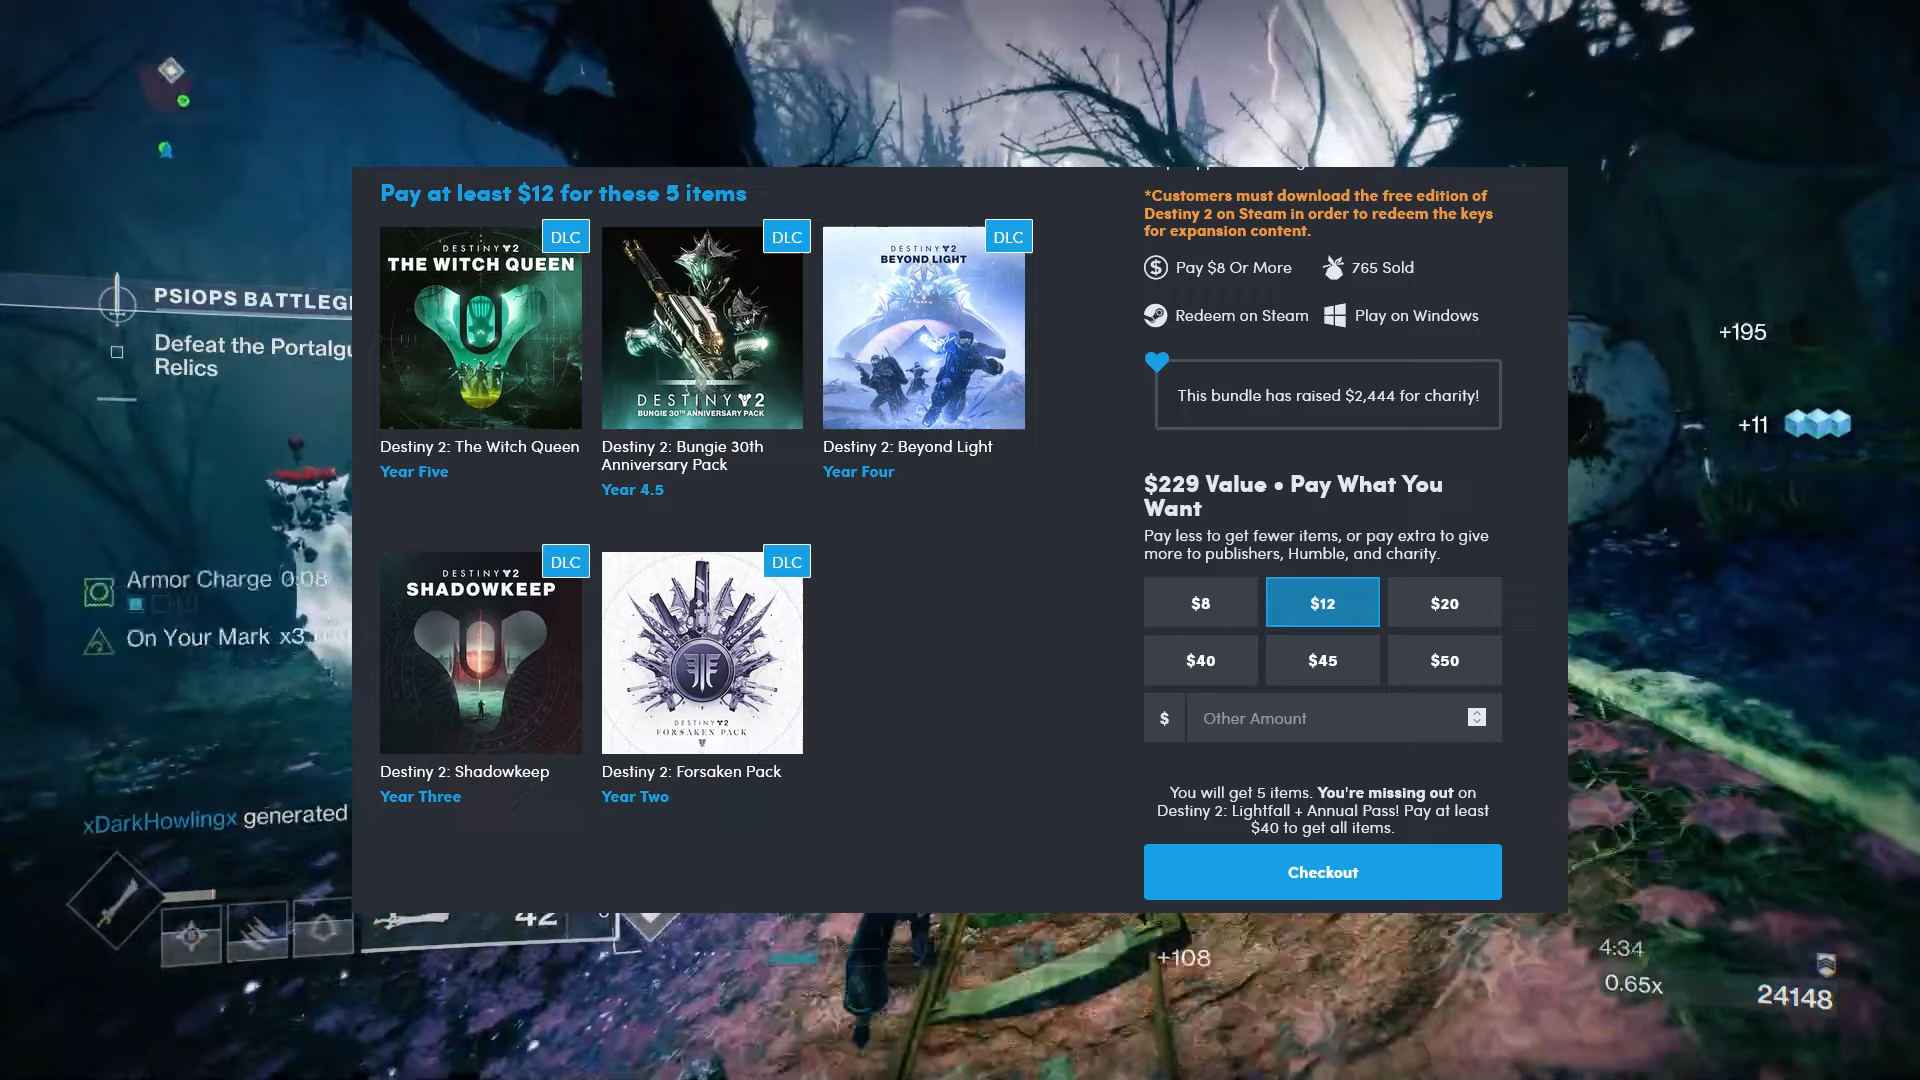 Pay at least $12 for these 5 items
DLC
DESTINY 2
THE WITCH QUEEN
Destiny 2: The Witch Queen
Year Five
DLC
DESTINY 2
BUNGIE 30TH ANNIVERSARY PACK
Destiny 2: Bungie 30th
Anniversary Pack
Year 4.5
DLC
DESTINY 2
BEYOND LIGHT
Destiny 2: Beyond Light
Year Four
DLC
DESTINY 2
SHADOWKEEP
Destiny 2: Shadowkeep
Year Three
DLC
DESTINY 2
FORSAKEN PACK
Destiny 2: Forsaken Pack
Year Two
*Customers must download the free edition of
Destiny 2 on Steam in order to redeem the keys
for expansion content.
Pay $8 Or More
765 Sold
Redeem on Steam
Play on Windows
This bundle has raised $2,444 for charity!
$229 Value • Pay What You
Want
Pay less to get fewer items, or pay extra to give
more to publishers, Humble, and charity.
$8
$12
$20
$40
$45
$50
$
Other Amount
You will get 5 items. You're missing out on
Destiny 2: Lightfall + Annual Pass! Pay at least
$40 to get all items.
Checkout
PSIOPS
Defeat the
Relics
Armor Charge 0:08
On Your Mark x3
xDarkHowlingx generated
42
+195
+11
+108
4:34
0.65x
24148